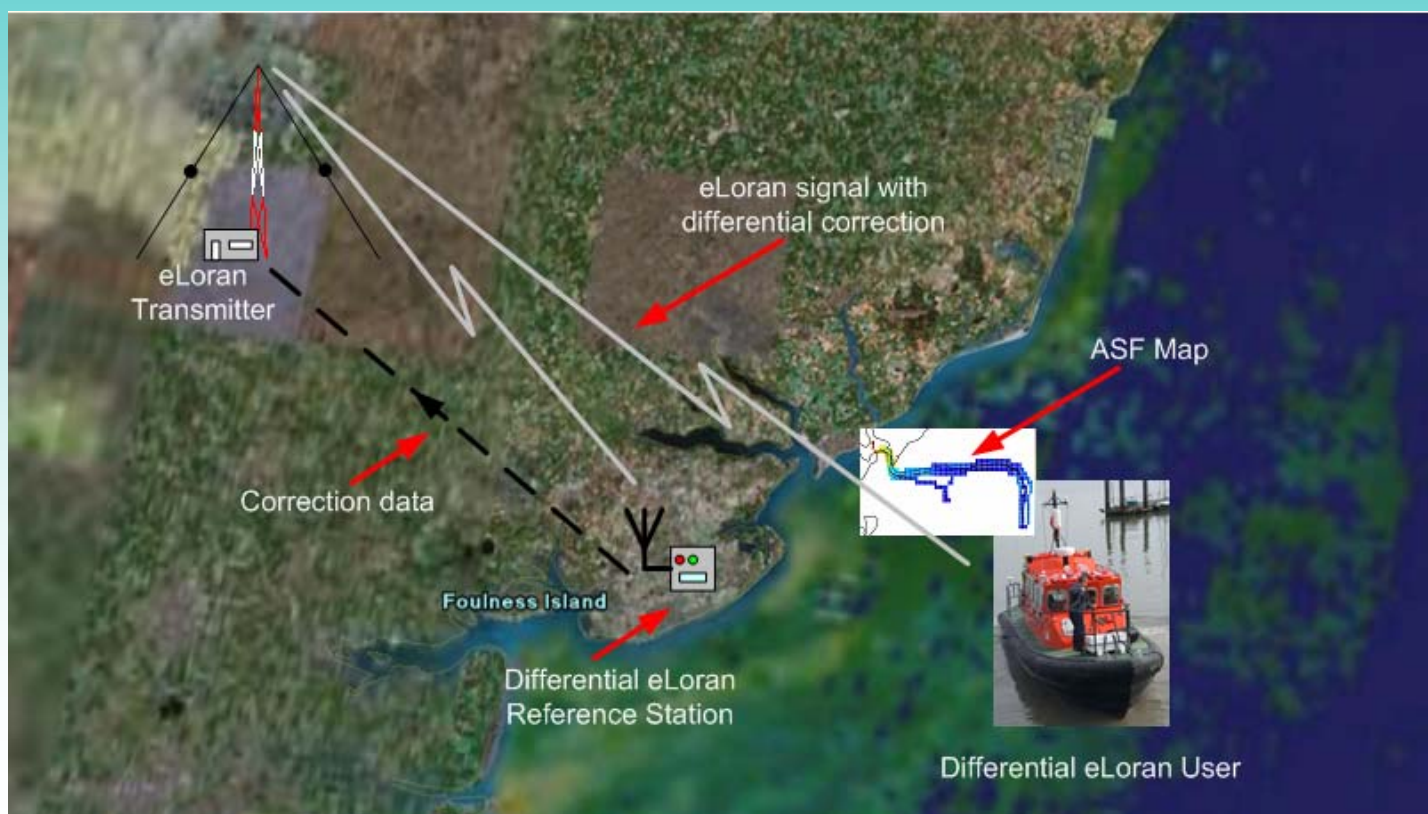 eLoran signal with
differential correction
eLoran
Transmitter
ASF Map
Correction data
Foulness Island
Differential eLoran
Reference Station
Differential eLoran User